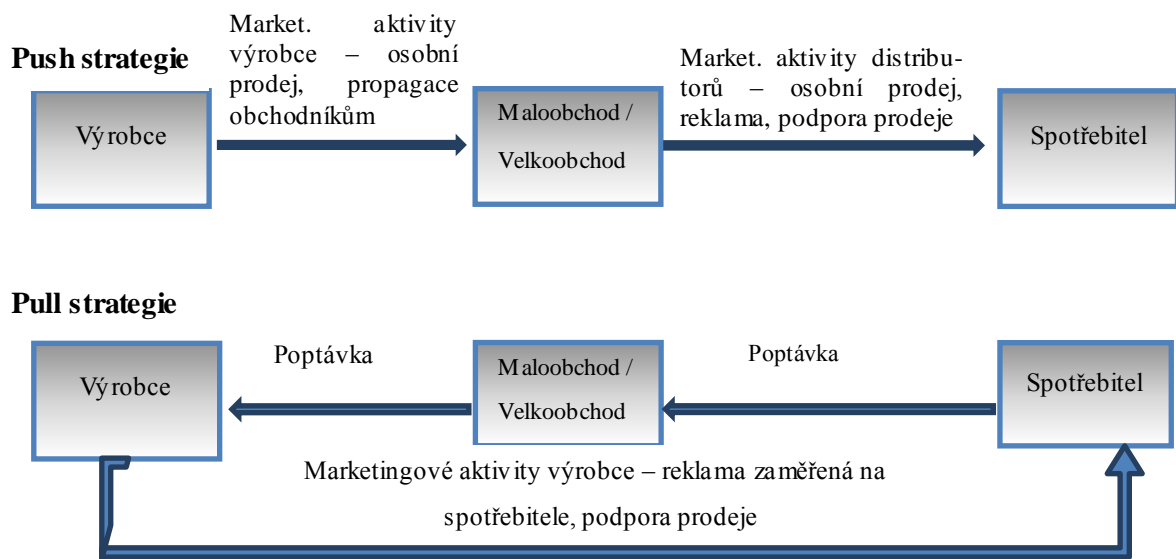 Push strategie
Market. aktivity
výrobce – osobní
prodej, propagace
obchodníkům
Market. aktivity distribu-
torů – osobní prodej,
reklama, podpora prodeje
Výrobce
Maloobchod /
Velkoobchod
Spotřebitel
Pull strategie
Výrobce
Poptávka
Maloobchod /
Velkoobchod
Poptávka
Spotřebitel
Marketingové aktivity výrobce – reklama zaměřená na
spotřebitele, podpora prodeje